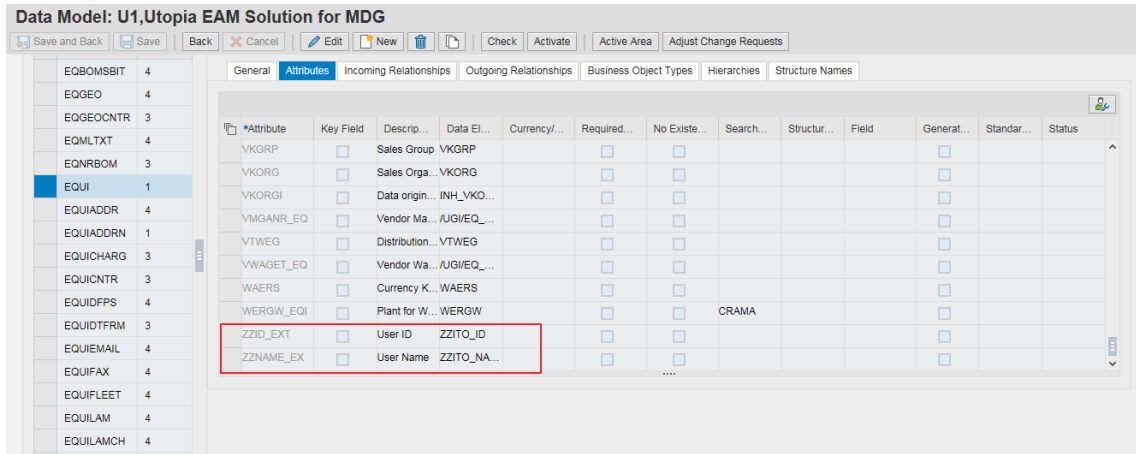 Data Model: U1,Utopia EAM Solution for MDG
Save and Back Save Back Cancel Edit New Check Activate Active Area Adjust Change Requests
General Attributes Incoming Relationships Outgoing Relationships Business Object Types Hierarchies Structure Names
EQBOMSBIT 4
EQGEO 4
EQGEOCNTR 3
EQMLTXT 4
EQNRBOM 3
EQUI 1
EQUIADDR 4
EQUIADDRN 1
EQUICHARG 3
EQUICNTR 3
EQUIDFPS 4
EQUIDTFRM 3
EQUIEMAIL 4
EQUIFAX 4
EQUIFLEET 4
EQUILAM 4
EQUILAMCH 4
*Attribute Key Field Descrip... Data El... Currency/... Required... No Existe... Search... Structur... Field Generat... Standar... Status
VKGRP Sales Group VKGRP
VKORG Sales Orga... VKORG
VKORGI Data origin... INH_VKO...
VMGANR_EQ Vendor Ma... /UGI/EQ_...
VTWEG Distribution... VTWEG
VWAGET_EQ Vendor Wa... /UGI/EQ_...
WAERS Currency K... WAERS
WERGW_EQI Plant for W... WERGW CRAMA
ZZID_EXT User ID ZZITO_ID
ZZNAME_EX User Name ZZITO_NA...